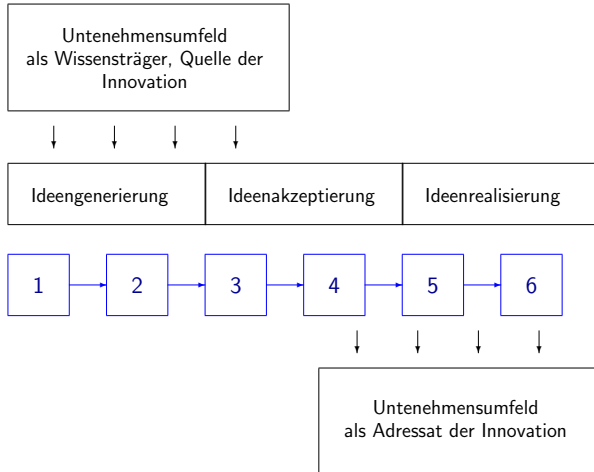 Untenehmensumfeld
als Wissensträger, Quelle der
Innovation
Ideengenerierung Ideenakzeptierung Ideenrealisierung
1 2 3 4 5 6
Untenehmensumfeld
als Adressat der Innovation